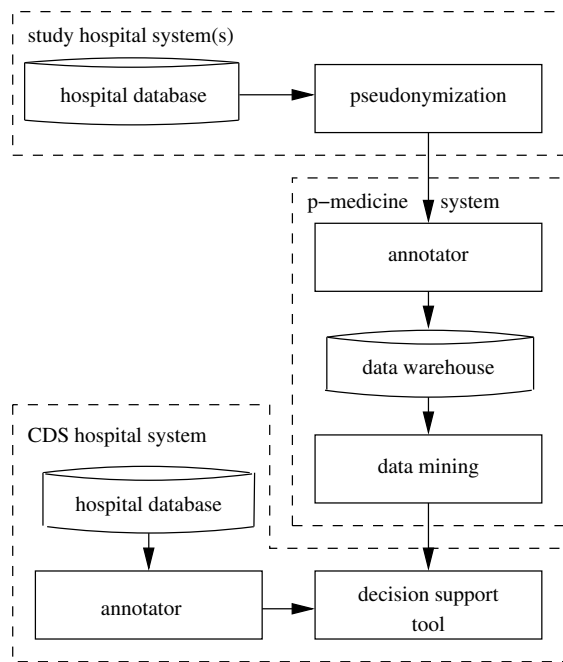 study hospital system(s)
hospital database
pseudonymization
p−medicine system
annotator
data warehouse
data mining
CDS hospital system
hospital database
annotator
decision support
tool